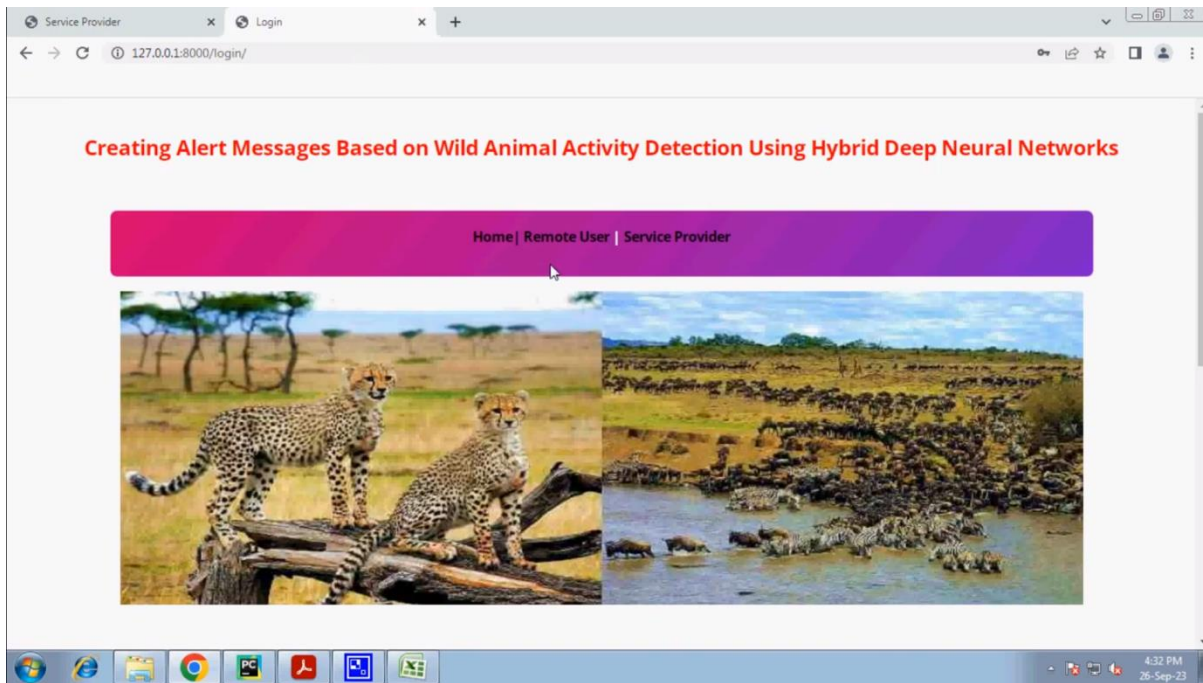 Service Provider
Login
127.0.0.1:8000/login/
Creating Alert Messages Based on Wild Animal Activity Detection Using Hybrid Deep Neural Networks
Home| Remote User | Service Provider
PC
4:32 PM
26-Sep-23